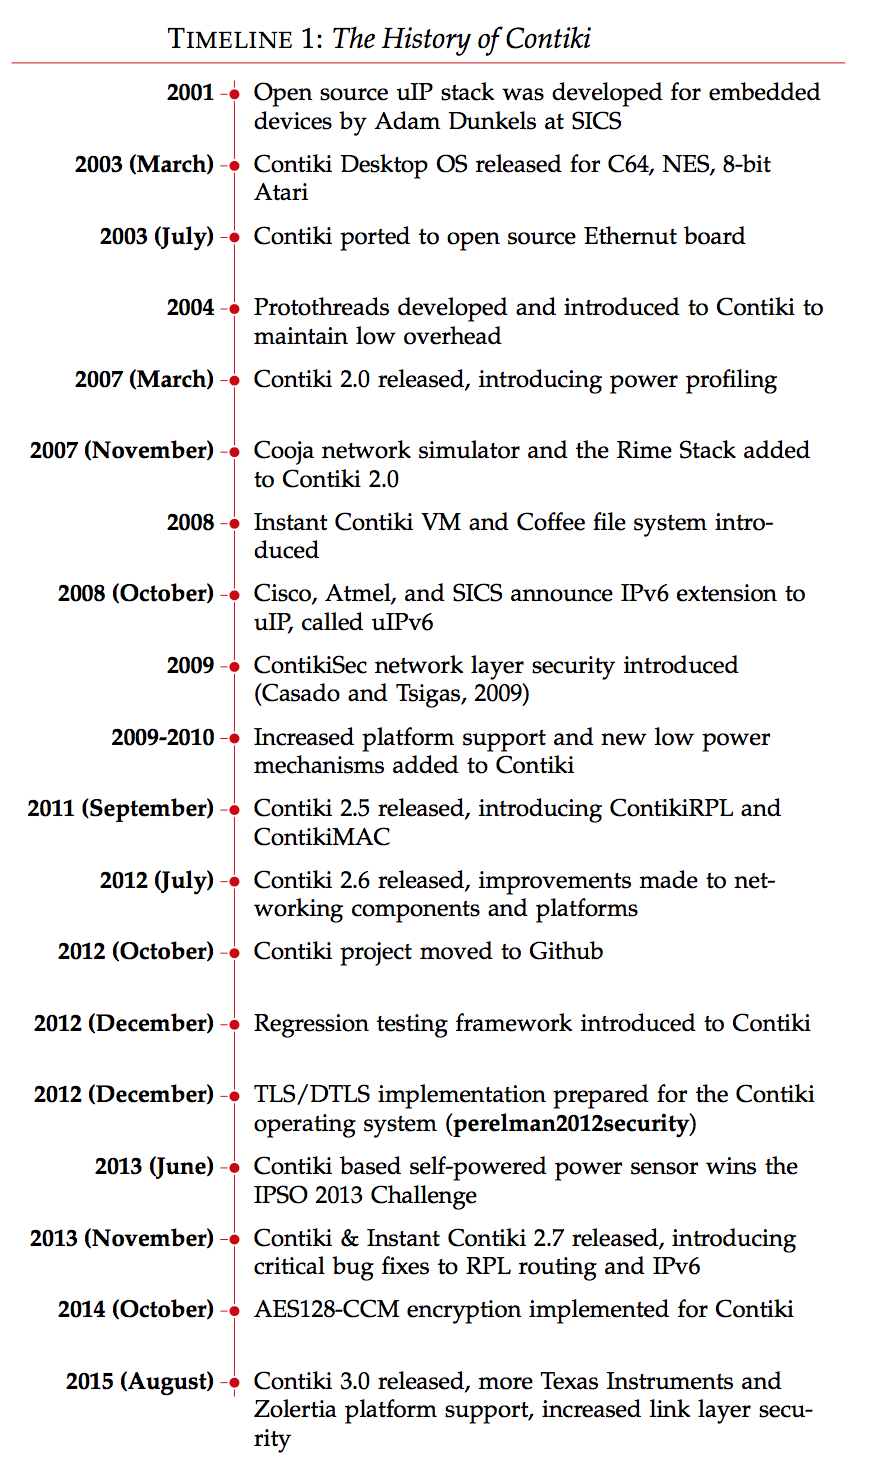 TIMELINE 1: The History of Contiki
2001 Open source uIP stack was developed for embedded
devices by Adam Dunkels at SICS
2003 (March) Contiki Desktop OS released for C64, NES, 8-bit
Atari
2003 (July) Contiki ported to open source Ethernut board
2004 Protothreads developed and introduced to Contiki to
maintain low overhead
2007 (March) Contiki 2.0 released, introducing power profiling
2007 (November) Cooja network simulator and the Rime Stack added
to Contiki 2.0
2008 Instant Contiki VM and Coffee file system intro-
duced
2008 (October) Cisco, Atmel, and SICS announce IPv6 extension to
uIP, called uIPv6
2009 ContikiSec network layer security introduced
(Casado and Tsigas, 2009)
2009-2010 Increased platform support and new low power
mechanisms added to Contiki
2011 (September) Contiki 2.5 released, introducing ContikiRPL and
ContikiMAC
2012 (July) Contiki 2.6 released, improvements made to net-
working components and platforms
2012 (October) Contiki project moved to Github
2012 (December) Regression testing framework introduced to Contiki
2012 (December) TLS/DTLS implementation prepared for the Contiki
operating system (perelman2012security)
2013 (June) Contiki based self-powered power sensor wins the
IPSO 2013 Challenge
2013 (November) Contiki & Instant Contiki 2.7 released, introducing
critical bug fixes to RPL routing and IPv6
2014 (October) AES128-CCM encryption implemented for Contiki
2015 (August) Contiki 3.0 released, more Texas Instruments and
Zolertia platform support, increased link layer secu-
rity